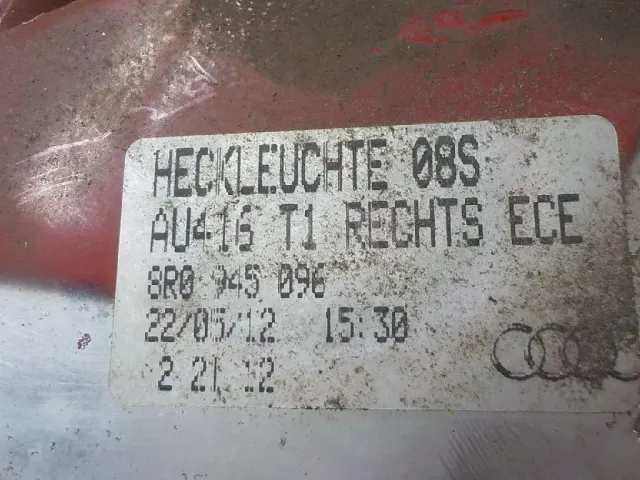 HECKLEUCHTE 08S
AU416 T1 RECHTS ECE
8R0 945 096
22/05/12 15:30
2 21 12